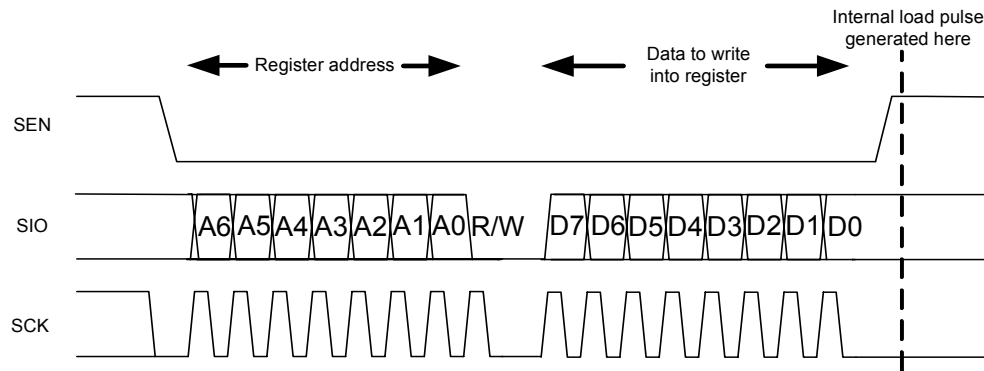 Internal load pulse
generated here
Register address
Data to write
into register
SEN
SIO
A6 A5 A4 A3 A2 A1 A0 R/W D7 D6 D5 D4 D3 D2 D1 D0
SCK